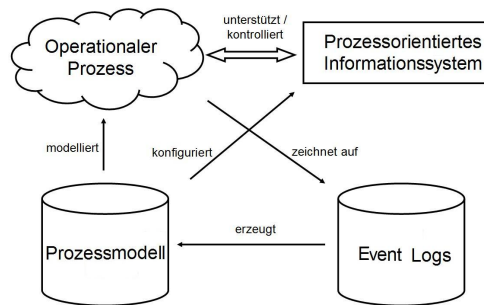 unterstützt /
kontrolliert
Operationaler
Prozess
Prozessorientiertes
Informationssystem
modelliert
konfiguriert
zeichnet auf
erzeugt
Prozessmodell
Event Logs